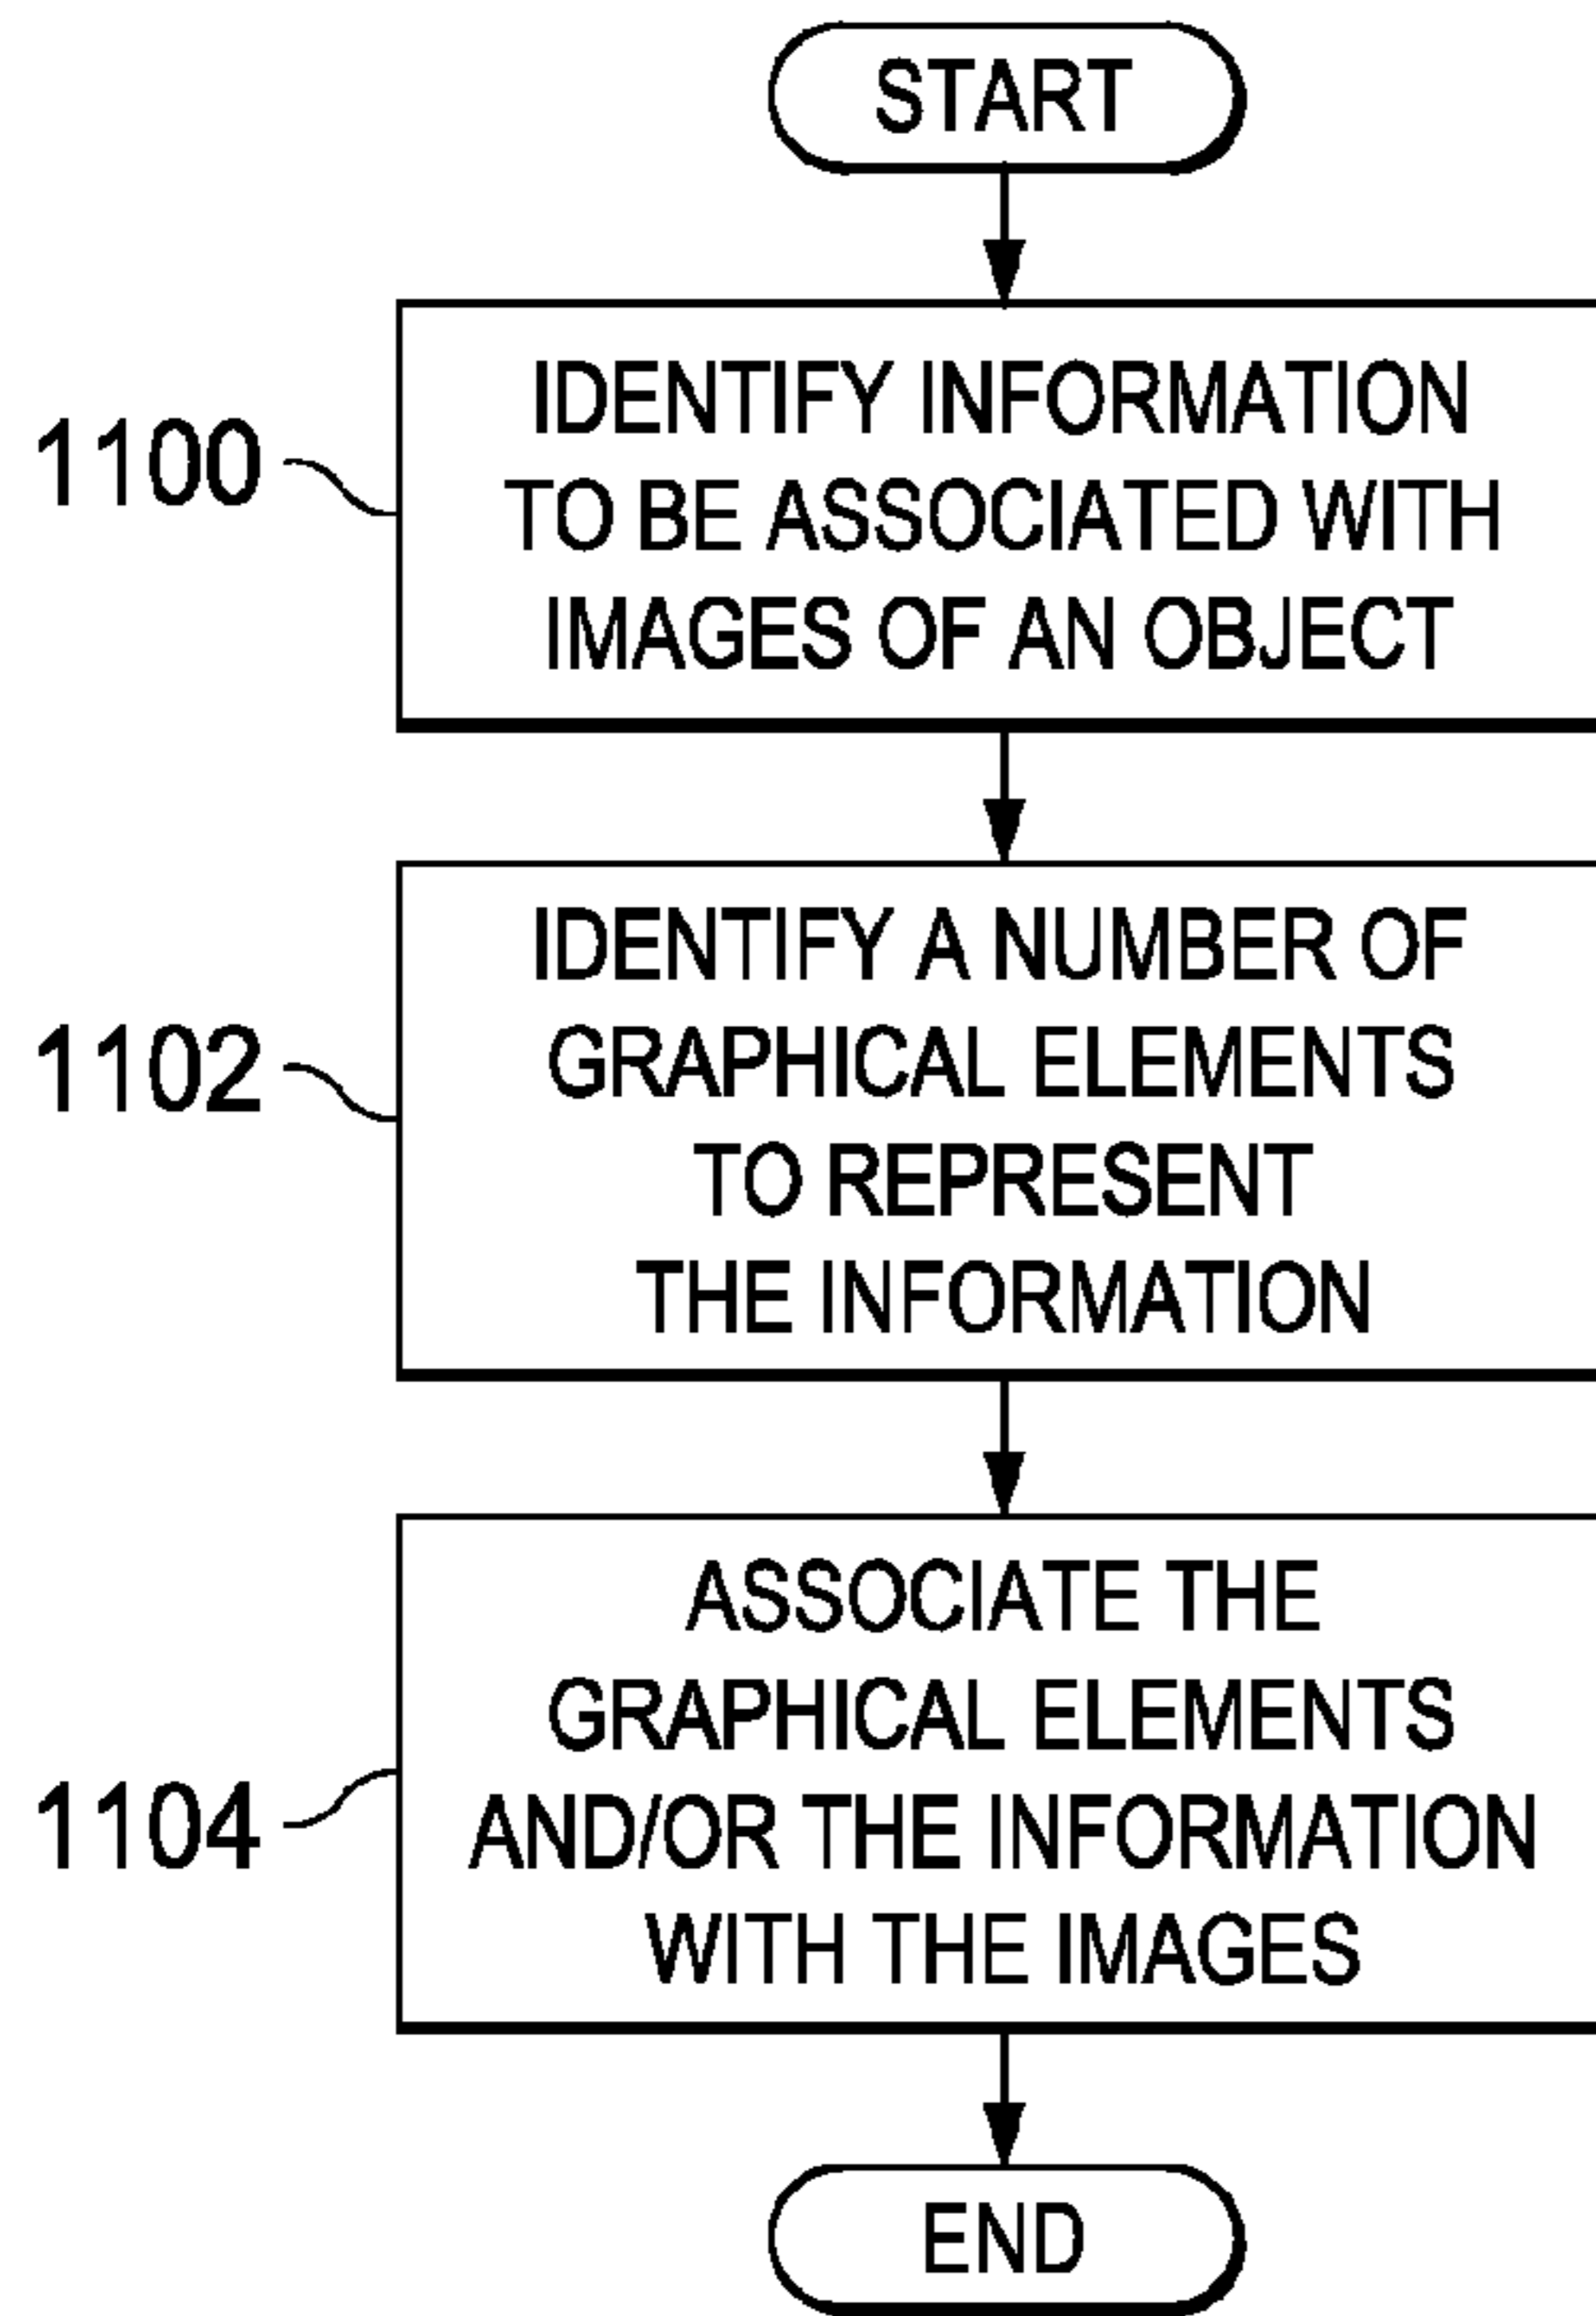 START
1100
IDENTIFY INFORMATION
TO BE ASSOCIATED WITH
IMAGES OF AN OBJECT
1102
IDENTIFY A NUMBER OF
GRAPHICAL ELEMENTS
TO REPRESENT
THE INFORMATION
1104
ASSOCIATE THE
GRAPHICAL ELEMENTS
AND/OR THE INFORMATION
WITH THE IMAGES
END